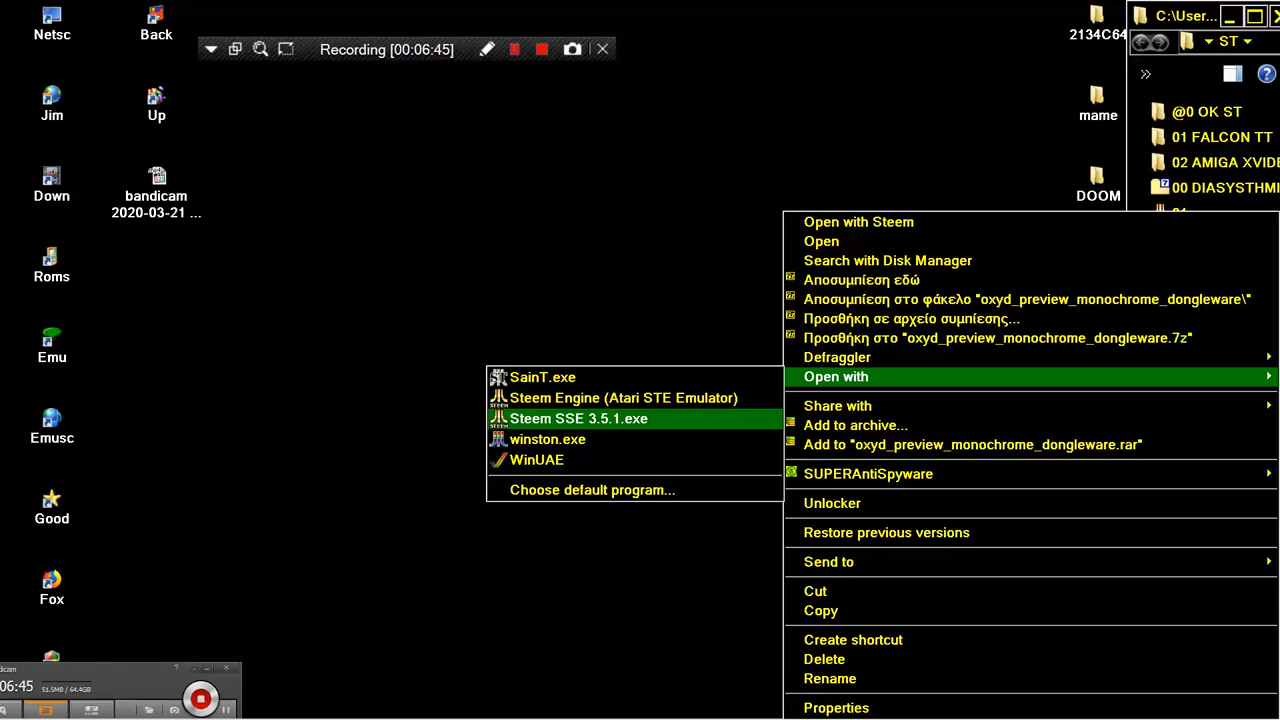 Netsc
Back
Jim
Up
Down
bandicam
2020-03-21 ...
Roms
Emu
Emusc
Good
Fox
Recording [00:06:45]
2134C64
mame
DOOM
C:\User...
ST
»
?
@0 OK ST
01 FALCON TT
02 AMIGA XVIDE
00 DIASYSTHMI
Open with Steem
Open
Search with Disk Manager
Αποσυμπίεση εδώ
Αποσυμπίεση στο φάκελο "oxyd_preview_monochrome_dongleware\"
Προσθήκη σε αρχείο συμπίεσης...
Προσθήκη στο "oxyd_preview_monochrome_dongleware.7z"
Defraggler
Open with
Share with
Add to archive...
Add to "oxyd_preview_monochrome_dongleware.rar"
SUPERAntiSpyware
Unlocker
Restore previous versions
Send to
Cut
Copy
Create shortcut
Delete
Rename
Properties
SainT.exe
Steem Engine (Atari STE Emulator)
Steem SSE 3.5.1.exe
winston.exe
WinUAE
Choose default program...
dicam
06:45
51.5MB / 64.4GB